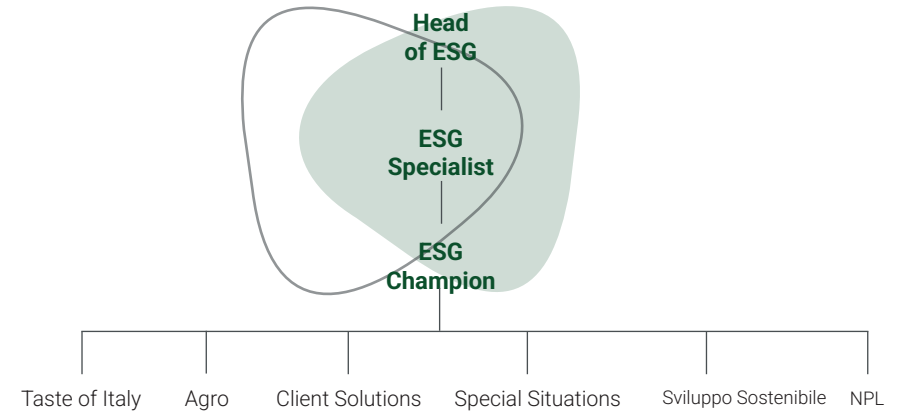 Head
of ESG
ESG
Specialist
ESG
Champion
Taste of Italy Agro Client Solutions Special Situations Sviluppo Sostenibile NPL